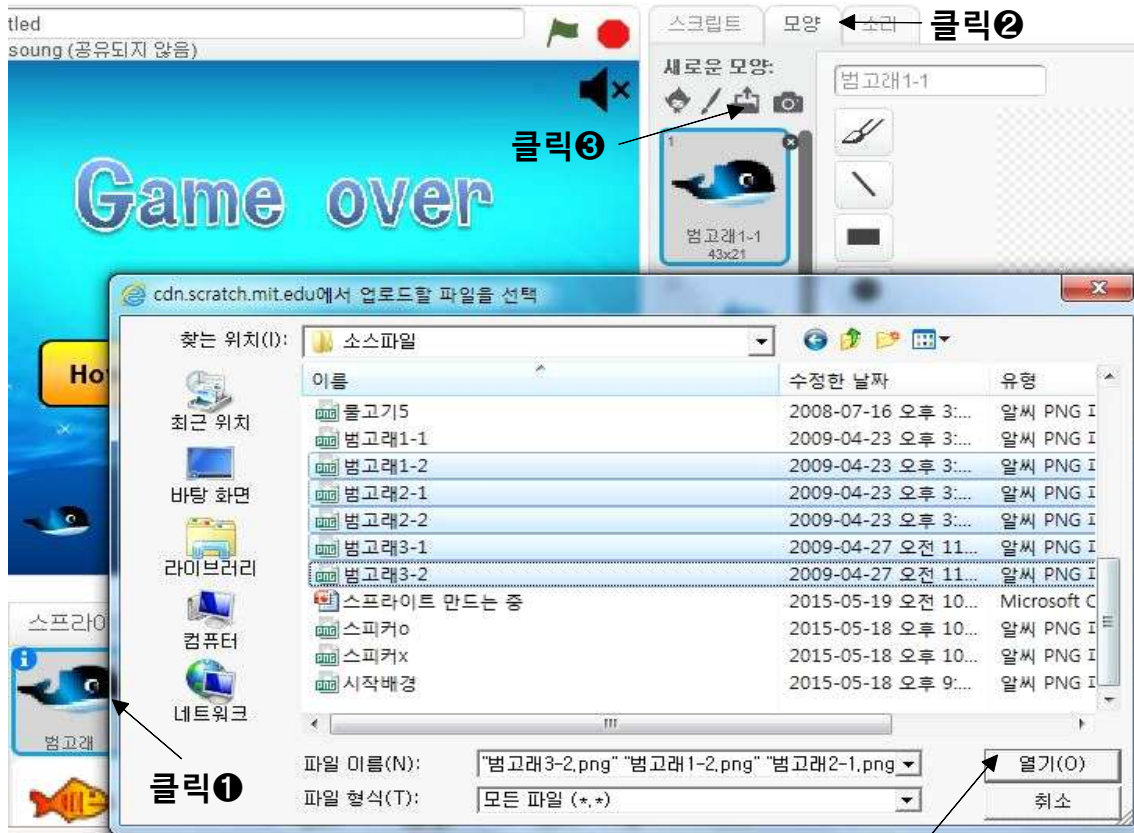 tled
soung (공유되지 않음)
스크립트
모양
소리
클릭❷
새로운 모양:
범고래1-1
클릭❸
1
범고래1-1
43x21
Game over
Ho
cdn.scratch.mit.edu에서 업로드할 파일을 선택
찾는 위치(I):
소스파일
이름
수정한 날짜
유형
물고기5
2008-07-16 오후 3:...
알씨 PNG I
범고래1-1
2009-04-23 오후 3:...
알씨 PNG I
범고래1-2
2009-04-23 오후 3:...
알씨 PNG I
범고래2-1
2009-04-23 오후 3:...
알씨 PNG I
범고래2-2
2009-04-23 오후 3:...
알씨 PNG I
범고래3-1
2009-04-27 오전 11...
알씨 PNG I
범고래3-2
2009-04-27 오전 11...
알씨 PNG I
스프라이트 만드는 중
2015-05-19 오전 10...
Microsoft C
스피커o
2015-05-18 오후 10...
알씨 PNG I
스피커x
2015-05-18 오후 10...
알씨 PNG I
시작배경
2015-05-18 오후 9:...
알씨 PNG I
최근 위치
바탕 화면
라이브러리
컴퓨터
네트워크
스프라이
범고래
클릭❶
파일 이름(N):
"범고래3-2.png" "범고래1-2.png" "범고래2-1.png
열기(O)
파일 형식(T):
모든 파일 (*.*)
취소